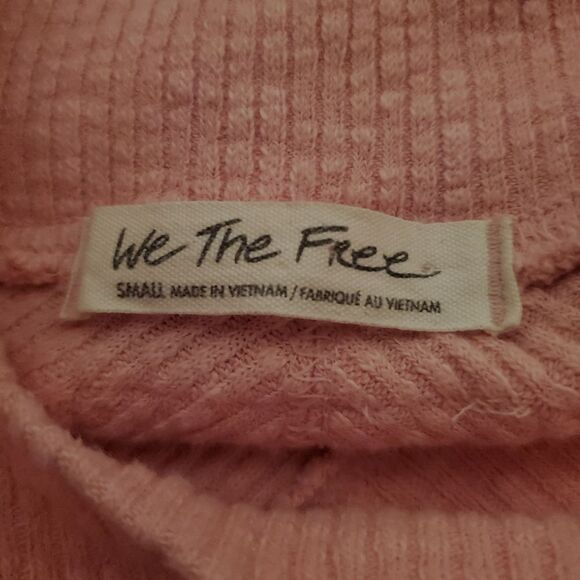 We The Free
SMALL MADE IN VIETNAM / FABRIQUÉ AU VIETNAM